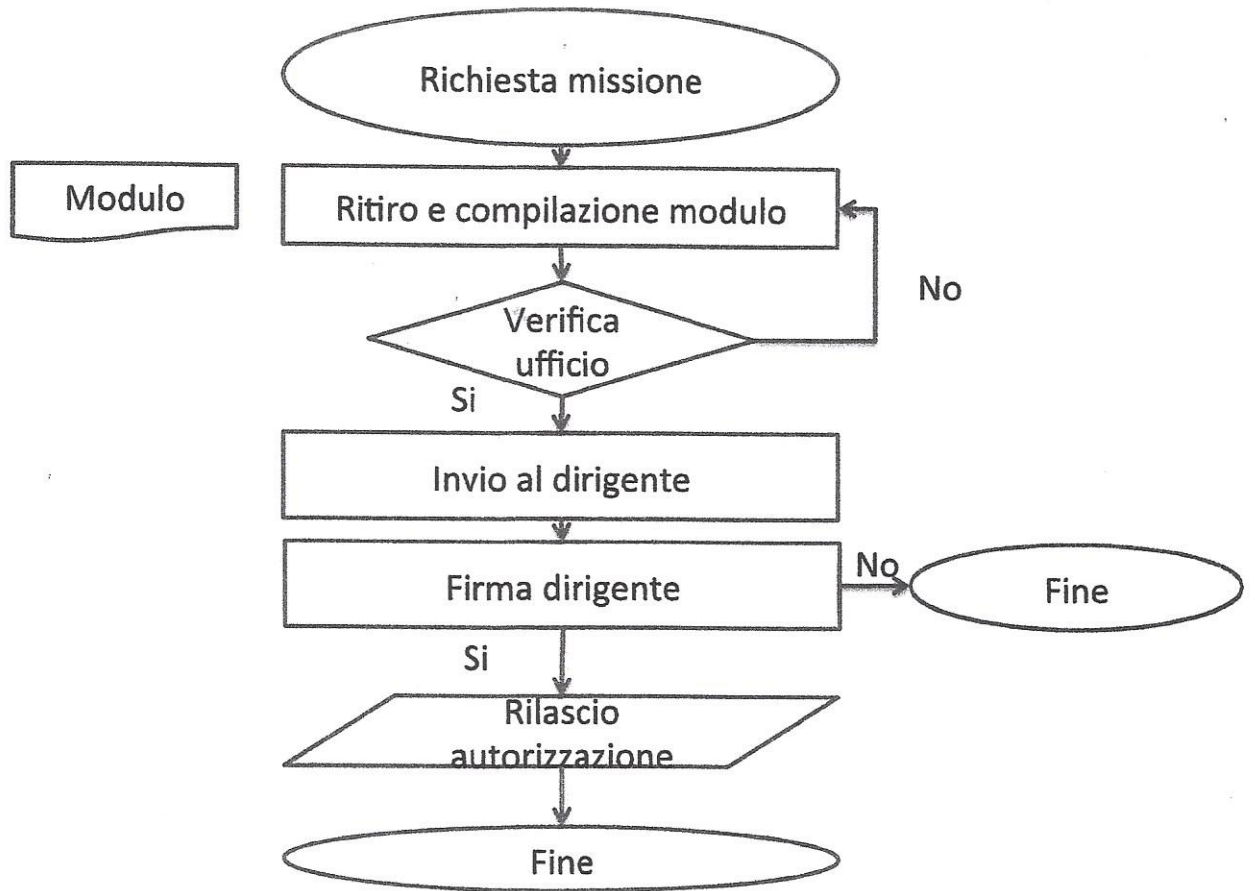 Richiesta missione
Modulo
Ritiro e compilazione modulo
No
Verifica
ufficio
Si
Invio al dirigente
Firma dirigente
No
Fine
Si
Rilascio
autorizzazione
Fine